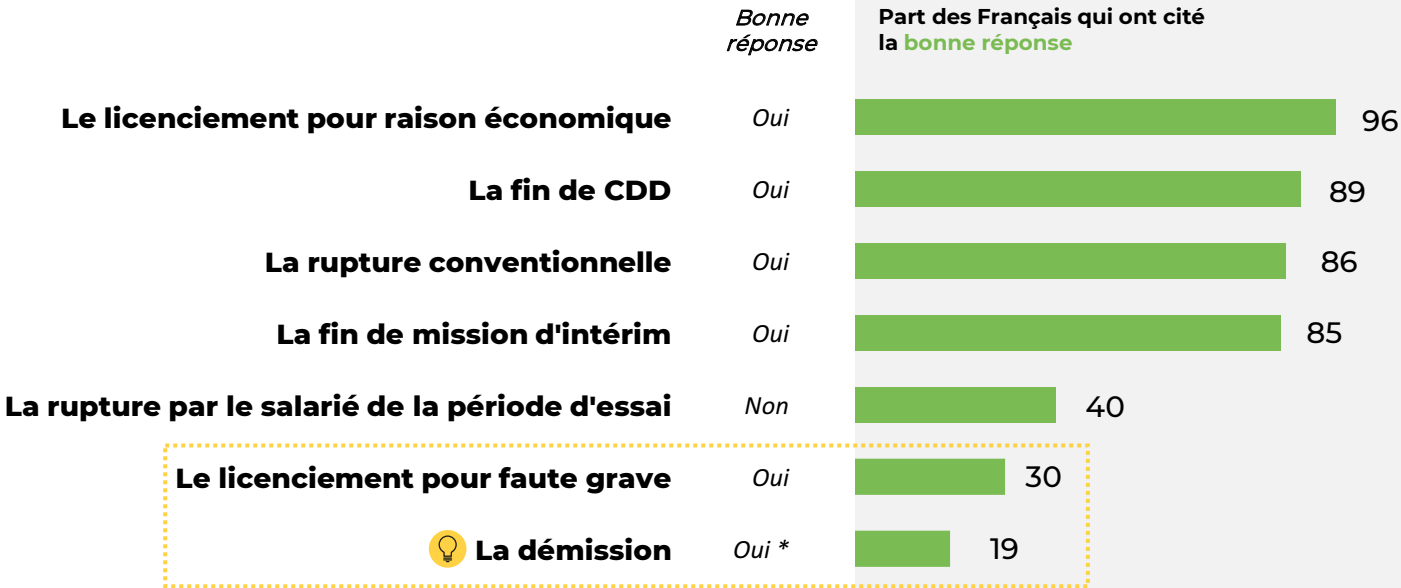 Bonne
réponse
Part des Français qui ont cité
la bonne réponse
Le licenciement pour raison économique Oui 96
La fin de CDD Oui 89
La rupture conventionnelle Oui 86
La fin de mission d'intérim Oui 85
La rupture par le salarié de la période d'essai Non 40
Le licenciement pour faute grave Oui 30
La démission Oui * 19